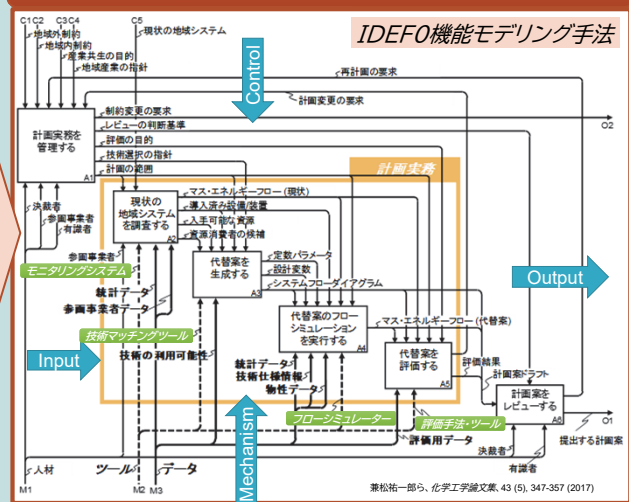 IDEF0機能モデリング手法
C1
C2
C3
C4
C5
地域外制約
地域内制約
産業共生の目的
地域産業の指針
現状の地域システム
Control
再計画の要求
計画変更の要求
制約変更の要求
O2
レビューの判断基準
評価の目的
技術選択の指針
計画の範囲
計画実務を
管理する
A1
計画実務
決裁者
参画事業者
有識者
現状の
地域システム
を調査する
A2
マス・エネルギーフロー (現状)
導入済み設備/装置
入手可能な資源
資源消費者の候補
参画事業者
モニタリングシステム
統計データ
参画事業者データ
代替案を
生成する
A3
定数パラメータ
設計変数
システムフローダイアグラム
Output
技術マッチングツール
技術の利用可能性
代替案のフロー
シミュレーション
を実行する
A4
マス・エネルギーフロー (代替案)
Input
統計データ
技術仕様情報
物性データ
代替案を
評価する
A5
評価結果
計画案ドラフト
計画案を
レビューする
A6
フローシミュレーター
評価手法・ツール
評価用データ
O1
提出する計画案
決裁者
有識者
Mechanism
人材
ツール
データ
M1
M2
M3
兼松祐一郎ら、化学工学論文集, 43 (5), 347-357 (2017)